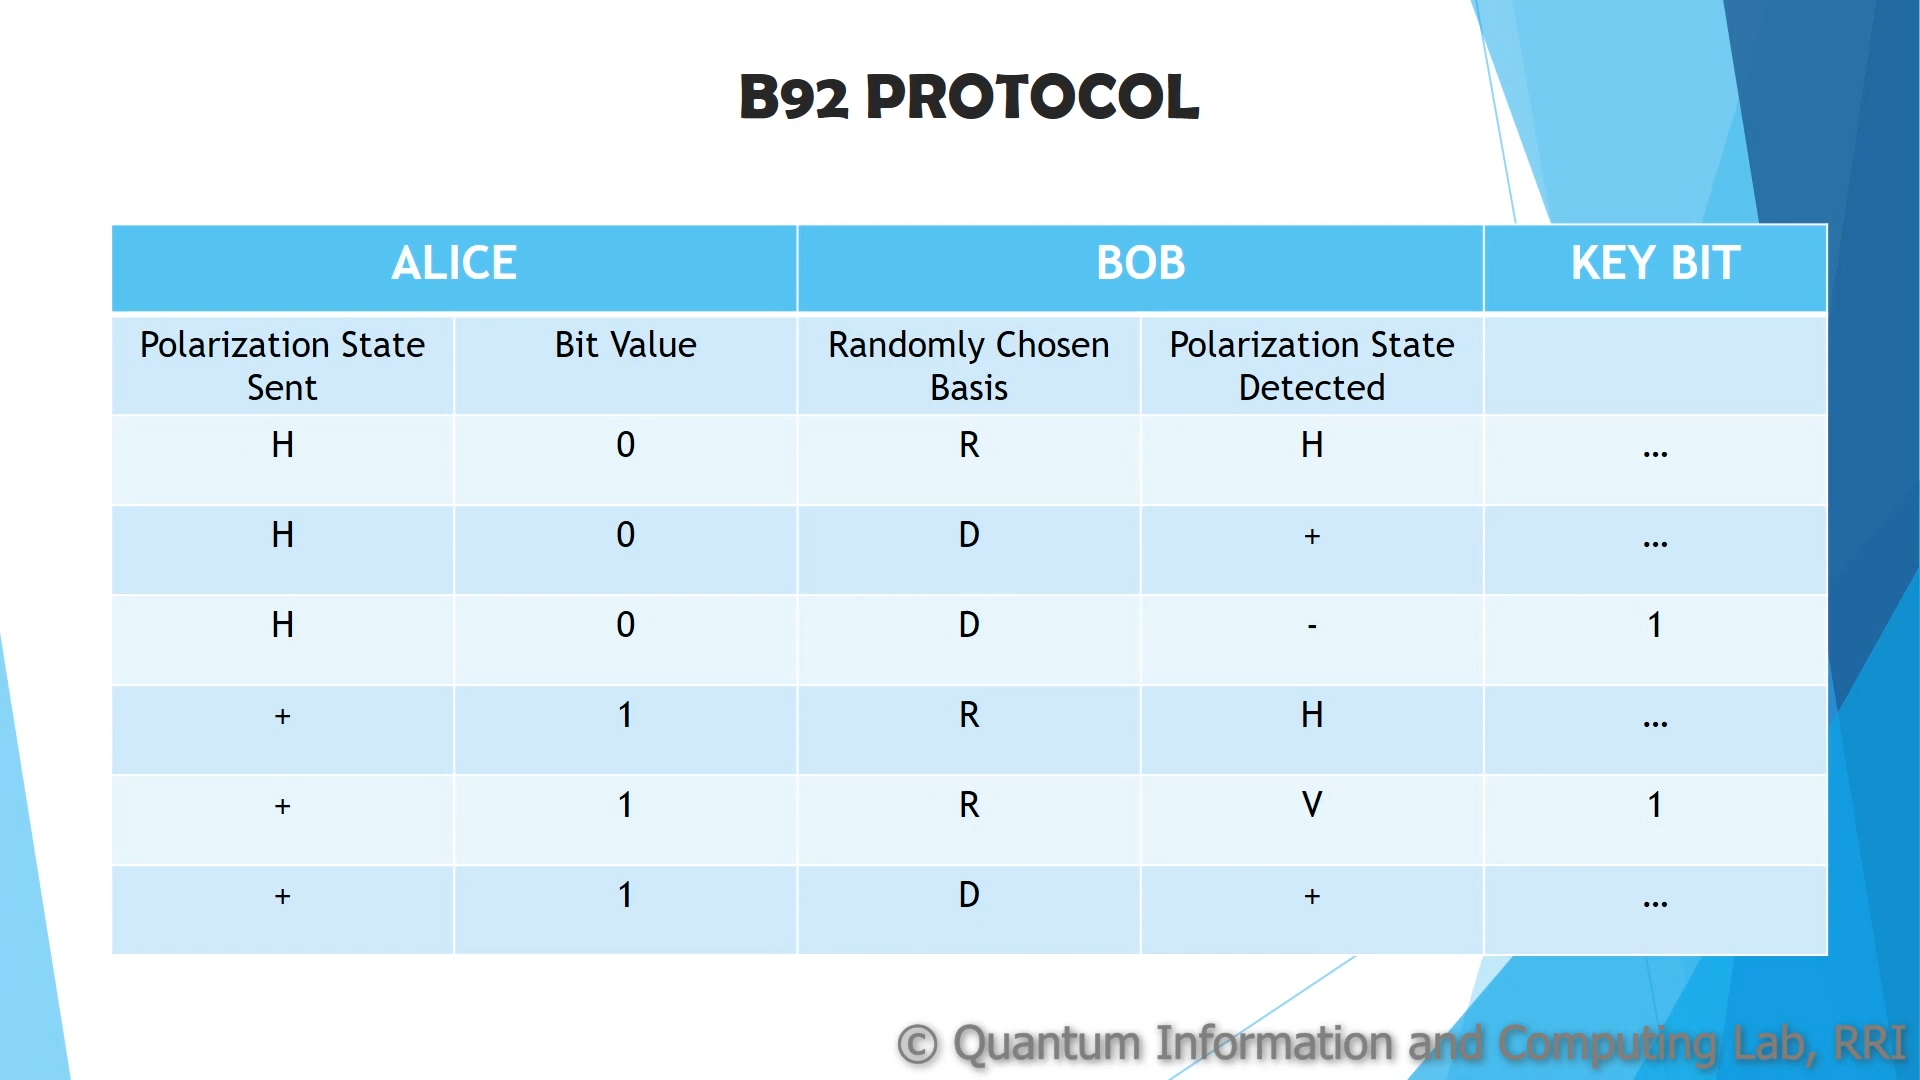 B92 PROTOCOL
ALICE BOB KEY BIT
Polarization State Sent Bit Value Randomly Chosen Basis Polarization State Detected
H 0 R H ...
H 0 D + ...
H 0 D - 1
+ 1 R H ...
+ 1 R V 1
+ 1 D + ...
© Quantum Information and Computing Lab, RRI